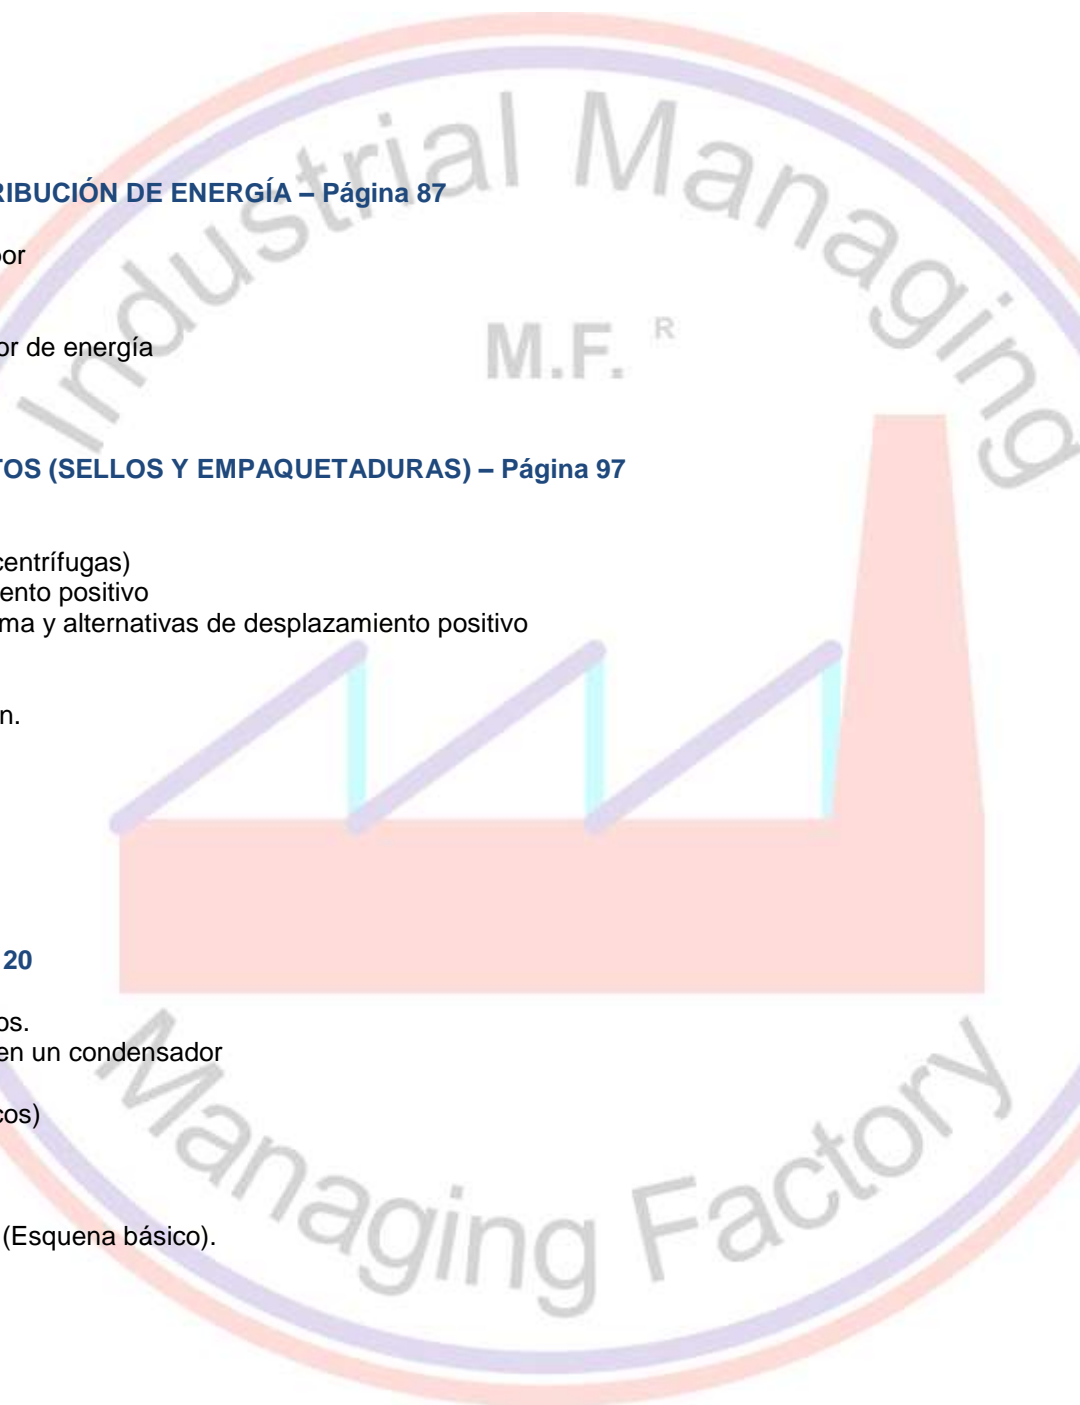 Industrial Managing
RIBUCIÓN DE ENERGÍA – Página 87
or
M.F. R
or de energía
TOS (SELLOS Y EMPAQUETADURAS) – Página 97
centrífugas)
ento positivo
ma y alternativas de desplazamiento positivo
n.
20
os.
en un condensador
cos)
(Esquena básico).
Managing Factory